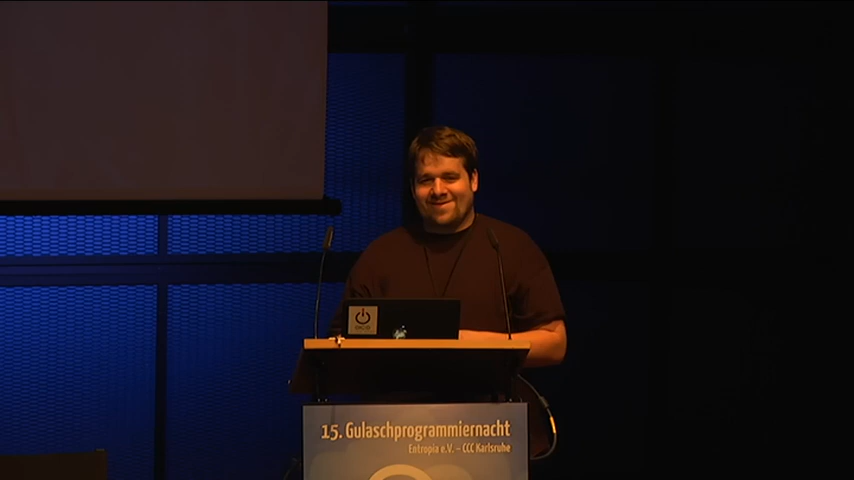 15. Gulaschprogrammiernacht
Entropia e.V. – CCC Karlsruhe